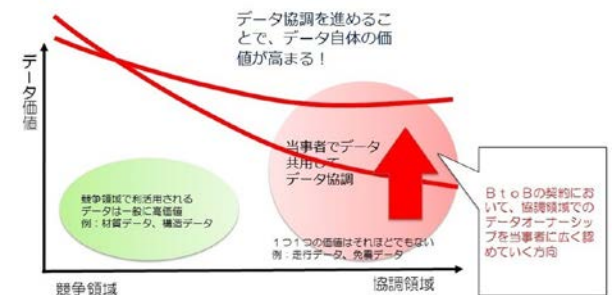 データ協調を進めるこ
とで、データ自体の価
値が高まる！
データ価値
当事者でデータ
共用して
データ協調
競争領域で利活用される
データは一般に高価値
例：材質データ、構造データ
１つ１つの価値はそれほどでもない
例：走行データ、免震データ
ＢｔｏＢの契約にお
いて、協調領域での
データオーナーシッ
プを当事者に広く認
めていく方向
競争領域
協調領域